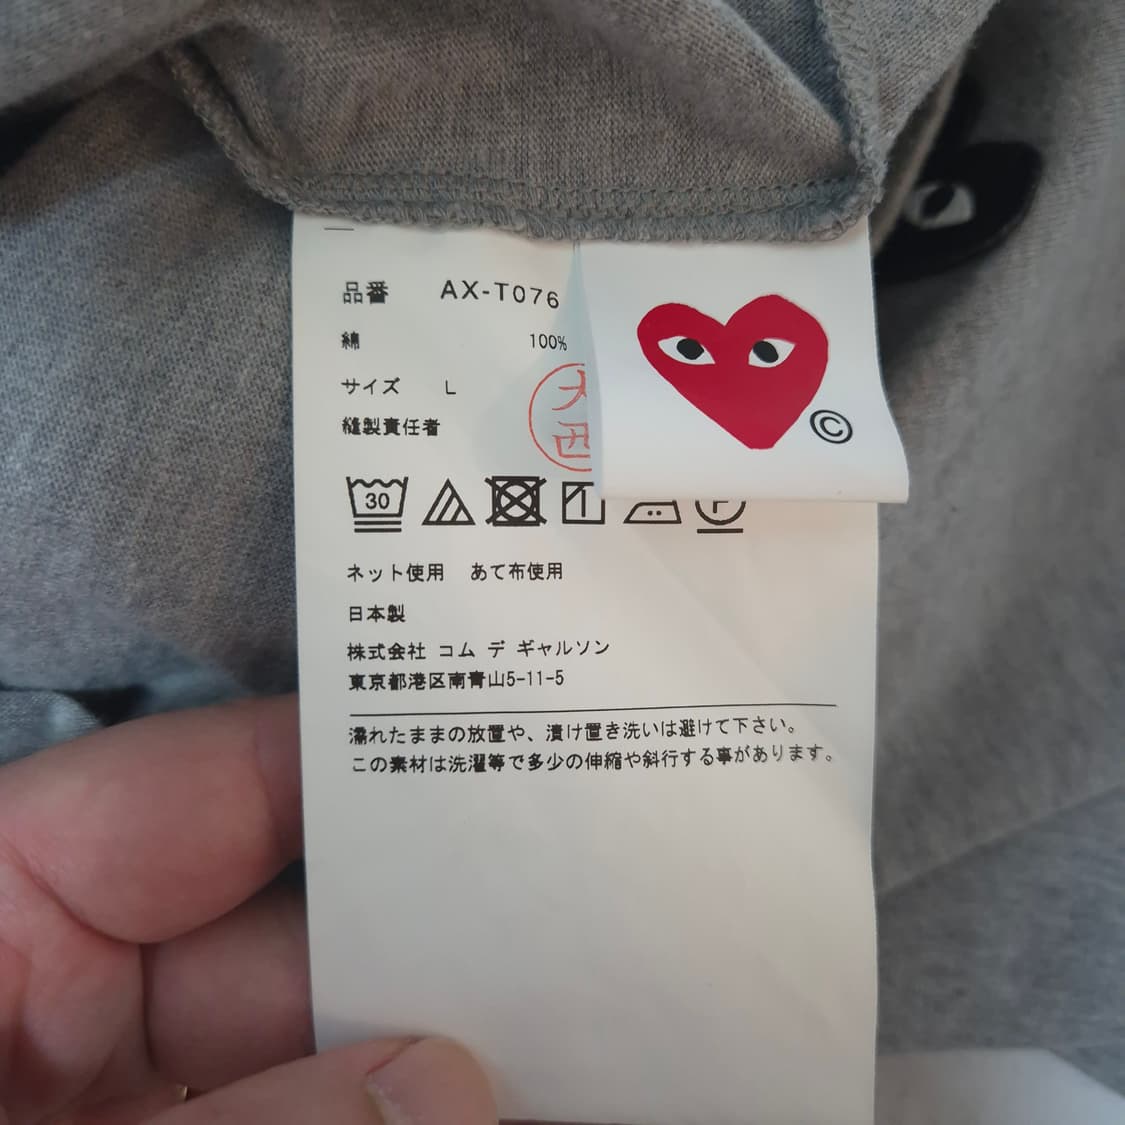 品番 AX-T076
綿 100%
サイズ L
縫製責任者
大西
30
ネット使用 あて布使用
日本製
株式会社 コム デ ギャルソン
東京都港区南青山5-11-5
濡れたままの放置や、漬け置き洗いは避けて下さい。
この素材は洗濯等で多少の伸縮や斜行する事があります。
©